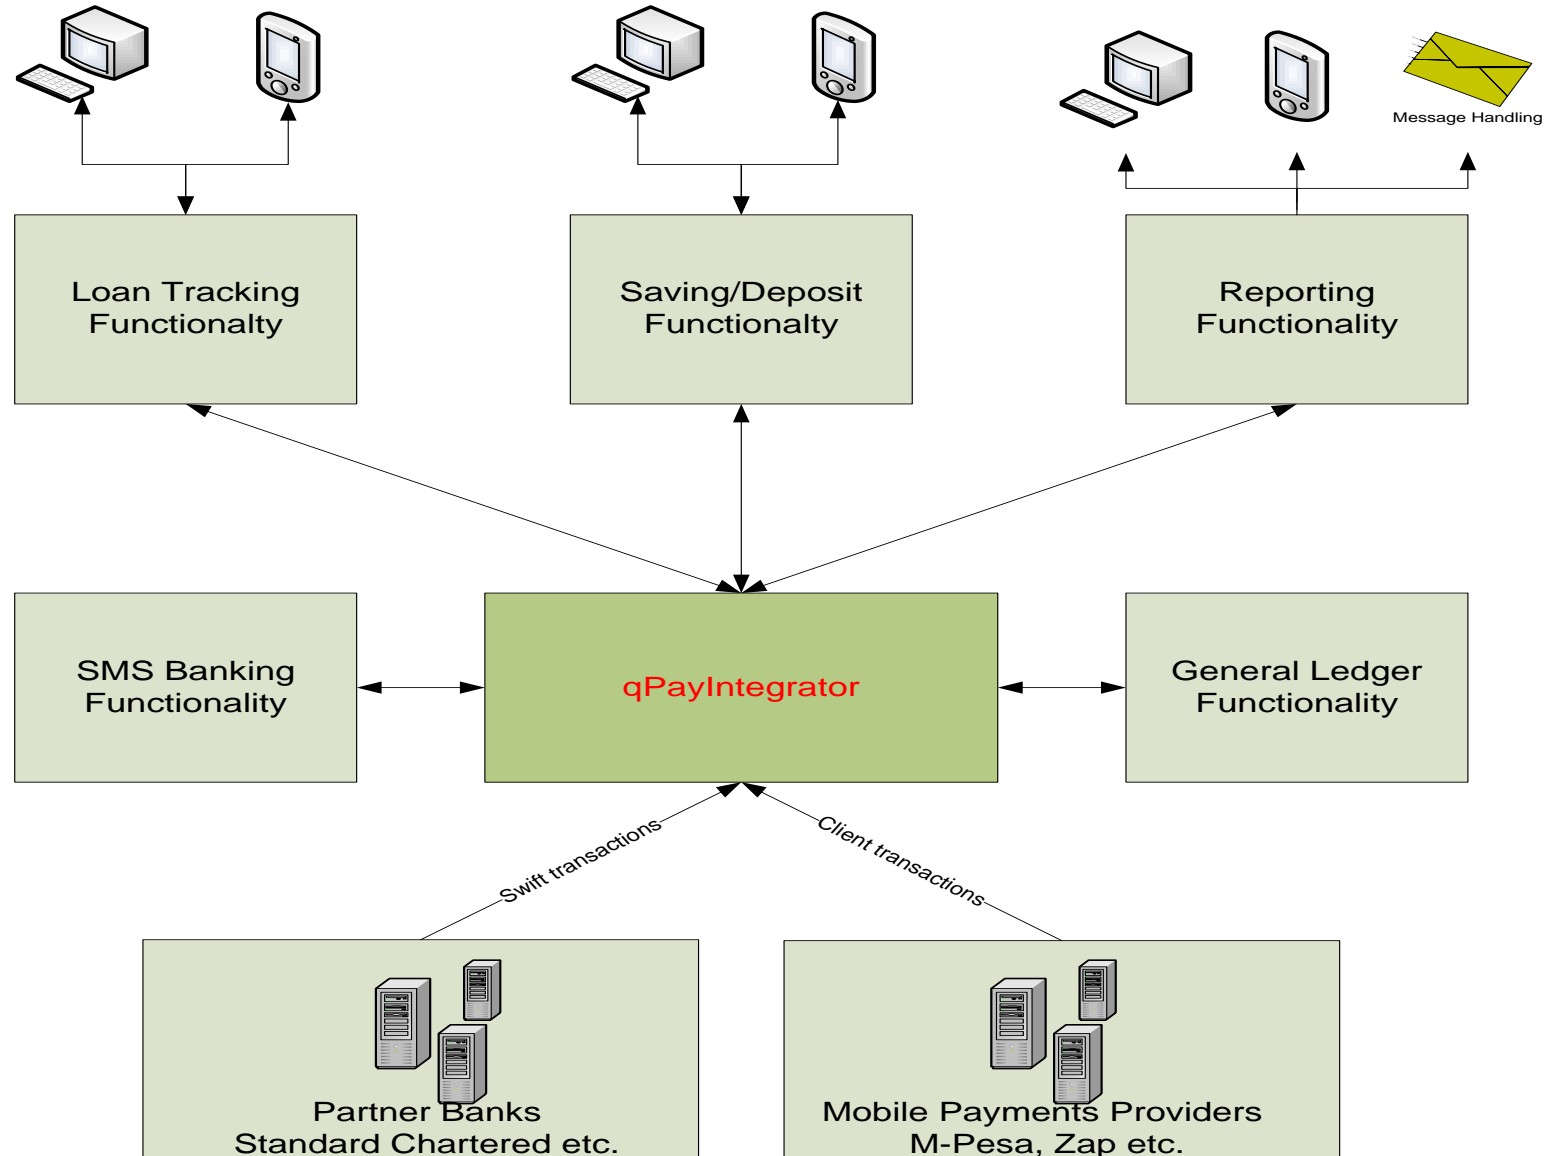 Message Handling
Loan Tracking
Functionalty
Saving/Deposit
Functionalty
Reporting
Functionality
SMS Banking
Functionality
qPayIntegrator
General Ledger
Functionality
Swift transactions
Client transactions
Partner Banks
Standard Chartered etc.
Mobile Payments Providers
M-Pesa, Zap etc.